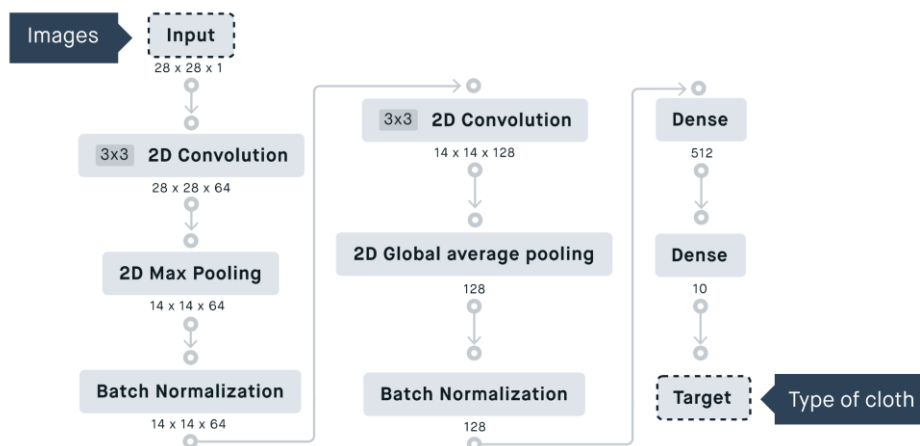 Images
Input
28 x 28 x 1
3x3 2D Convolution
28 x 28 x 64
2D Max Pooling
14 x 14 x 64
Batch Normalization
14 x 14 x 64
3x3 2D Convolution
14 x 14 x 128
2D Global average pooling
128
Batch Normalization
128
Dense
512
Dense
10
Target
Type of cloth